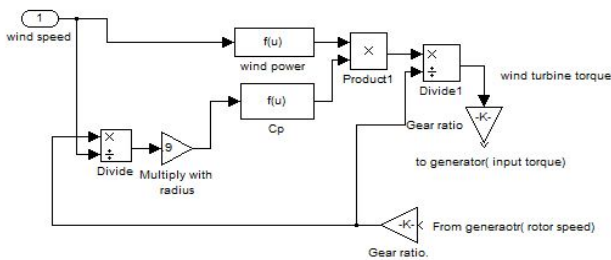 1
wind speed
f(u)
wind power
×
Product1
×
÷
Divide1
wind turbine torque
f(u)
Cp
Gear ratio
-K-
to generator( input torque)
×
÷
Divide
9
Multiply with
radius
-K-
From generaotr( rotor speed)
Gear ratio.